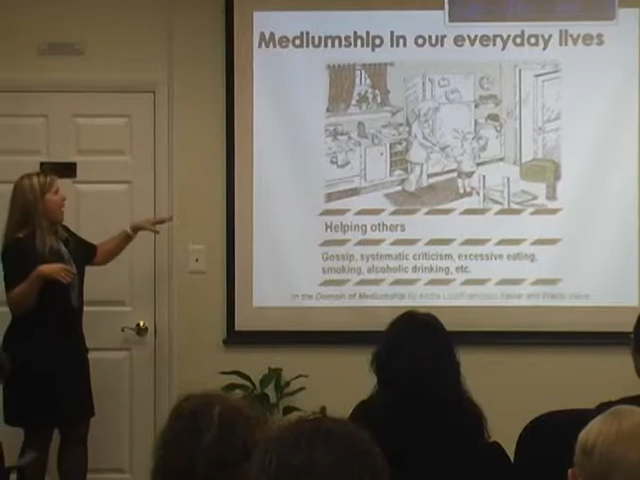 Mediumship in our everyday lives
Helping others
Gossip, systematic criticism, excessive eating,
smoking, alcoholic drinking, etc.
In the Domain of Mediumship by